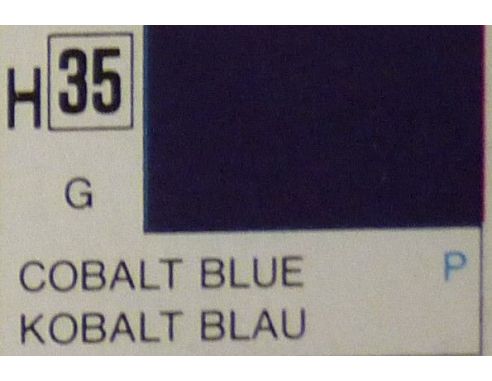 H 35
G
COBALT BLUE P
KOBALT BLAU